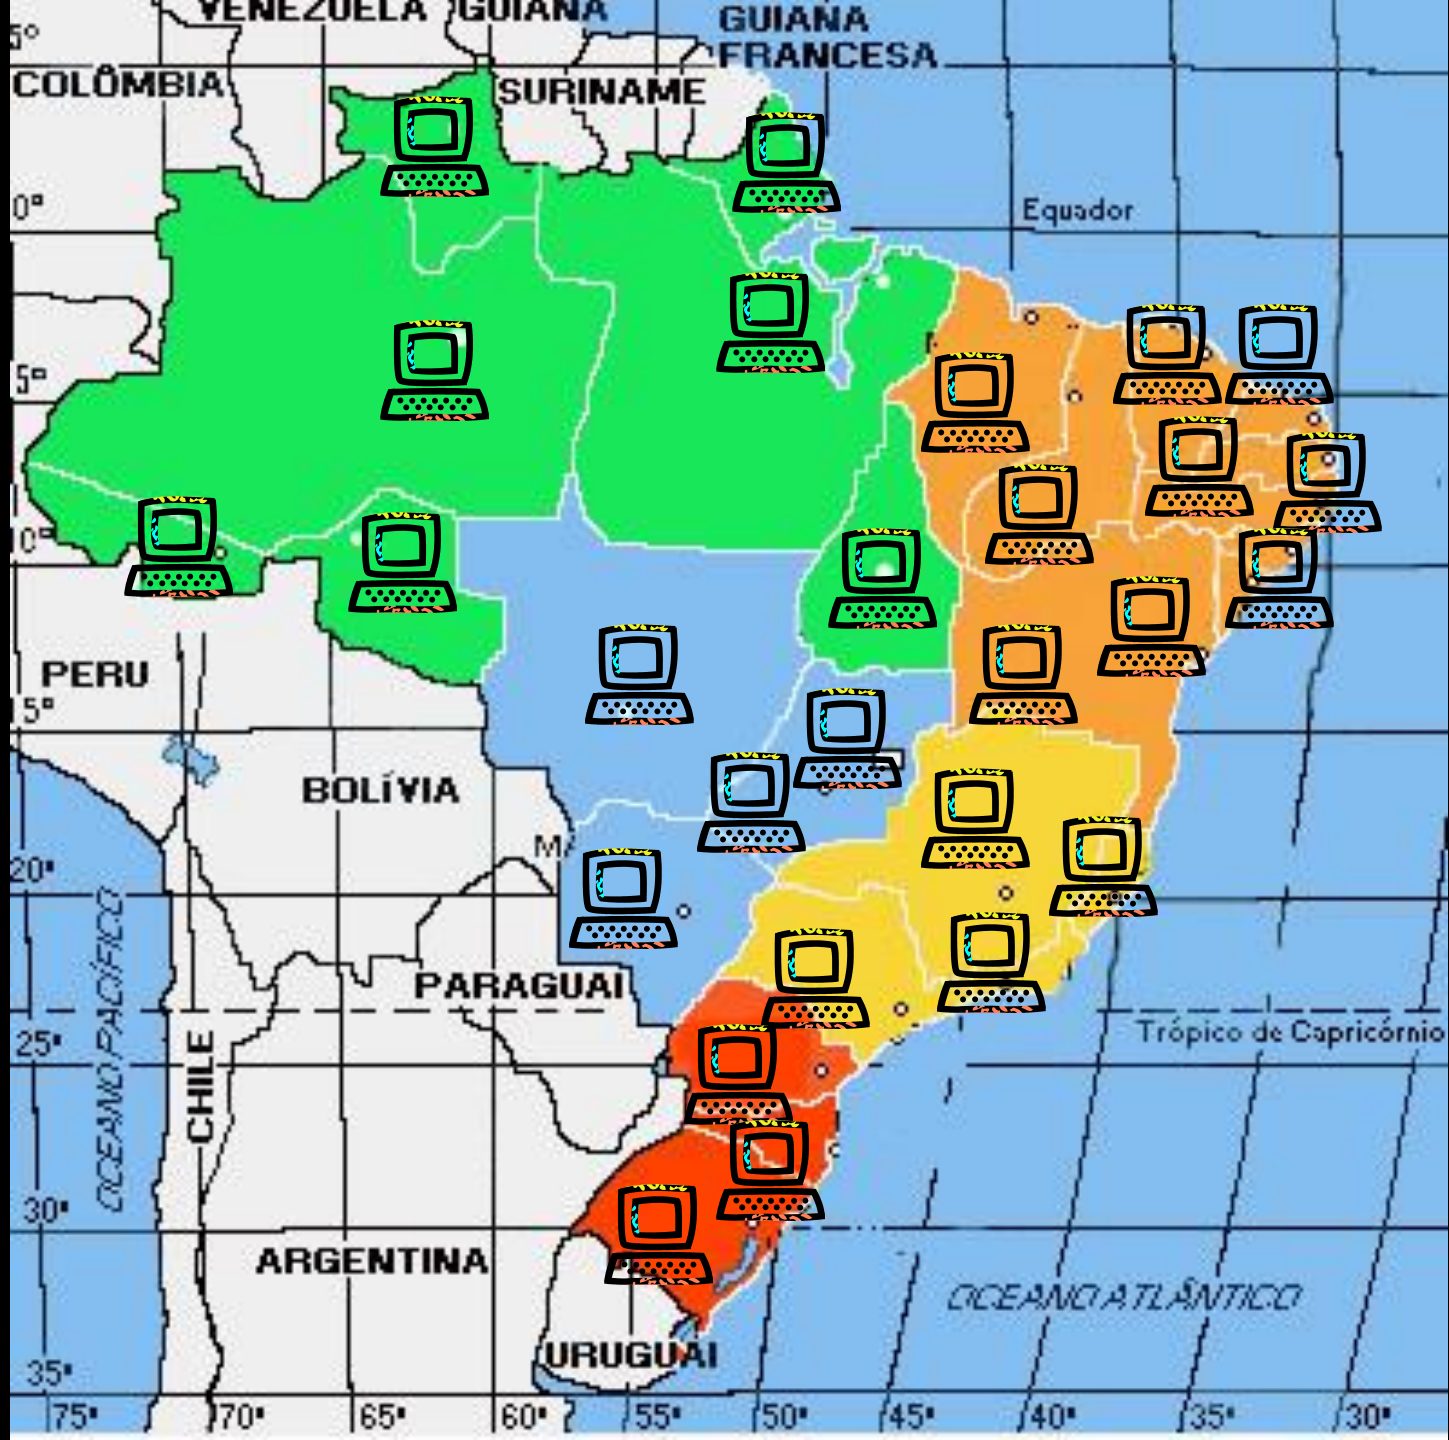 VENEZUELA
GUIANA
GUIANA
FRANCESA
5°
COLÔMBIA
SURINAME
0°
Equador
5°
10°
PERU
15°
BOLÍVIA
M
20°
OCEANO PACÍFICO
PARAGUAI
CHILE
Trópico de Capricórnio
25°
30°
ARGENTINA
OCEANO ATLÂNTICO
URUGUAI
35°
75° 70° 65° 60° 55° 50° 45° 40° 35° 30°